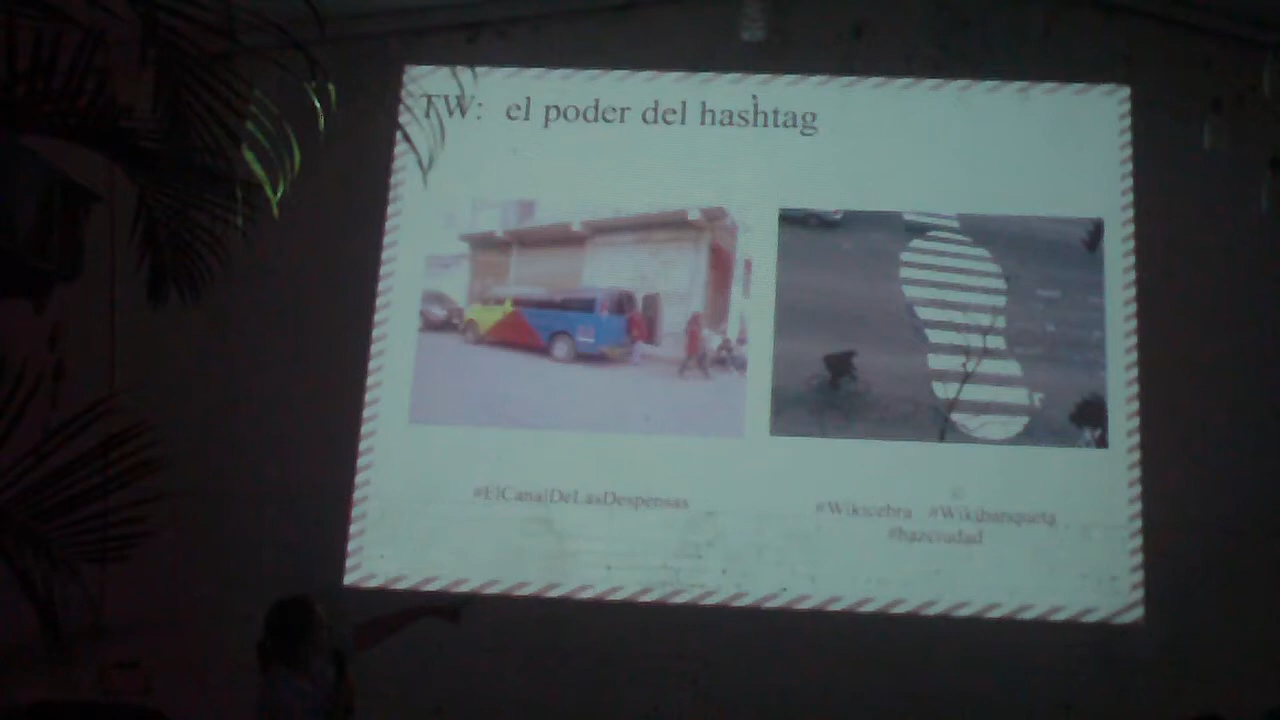 TW: el poder del hashtag
#ElCanalDeLasDespensas
#Wikicebra #Wikibanqueta
#hazciudad